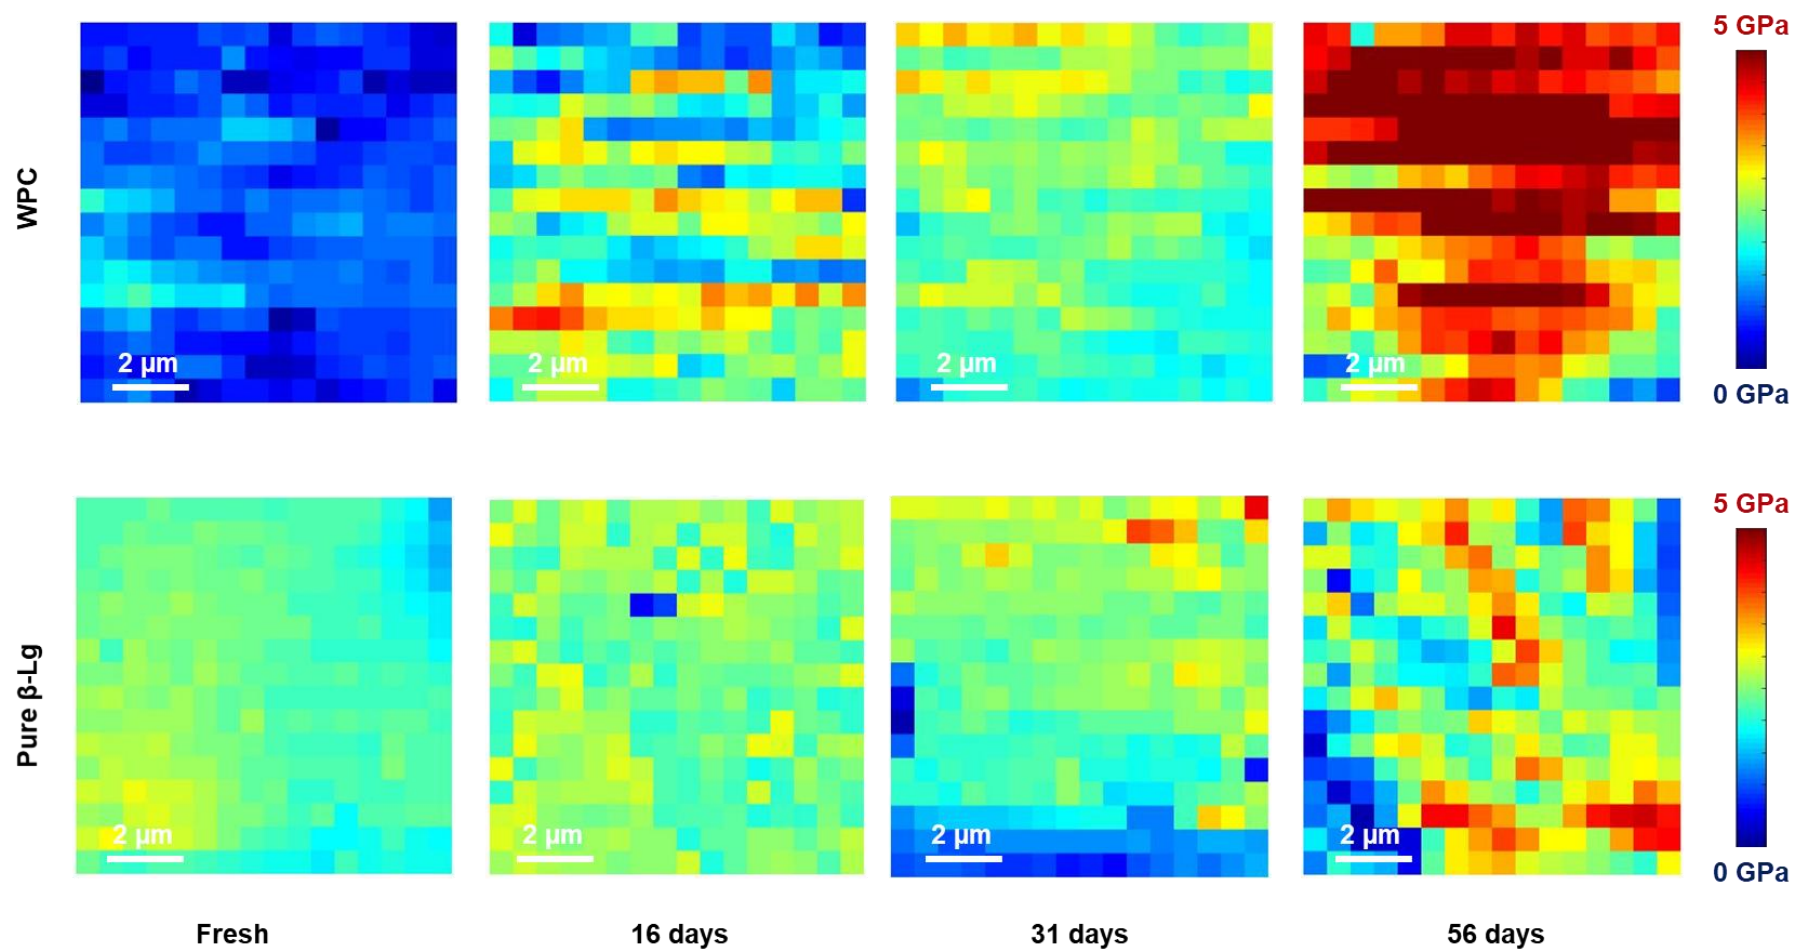 5 GPa
WPC
2 µm
2 µm
2 µm
2 µm
0 GPa
5 GPa
Pure β-Lg
2 µm
2 µm
2 µm
2 µm
0 GPa
Fresh
16 days
31 days
56 days